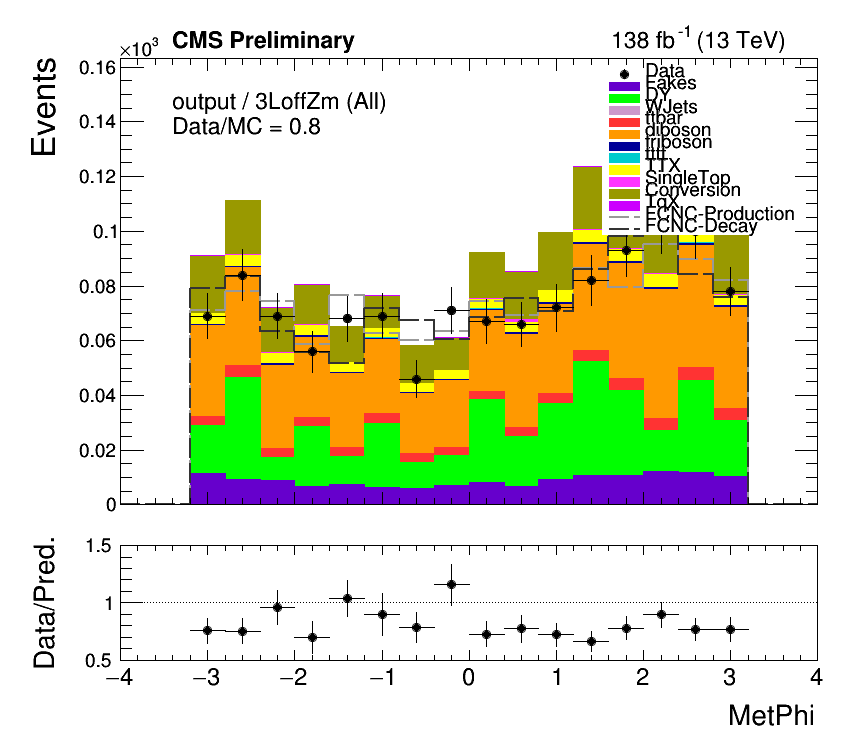 ×10³ CMS Preliminary 138 fb⁻¹ (13 TeV)
Events
output / 3LoffZm (All)
Data/MC = 0.8
Data
Fakes
DY
WJets
ttbar
diboson
triboson
tttt
TTX
SingleTop
Conversion
TqX
FCNC-Production
FCNC-Decay
0.16
0.14
0.12
0.1
0.08
0.06
0.04
0.02
0
Data/Pred.
1.5
1
0.5
−4 −3 −2 −1 0 1 2 3 4
MetPhi